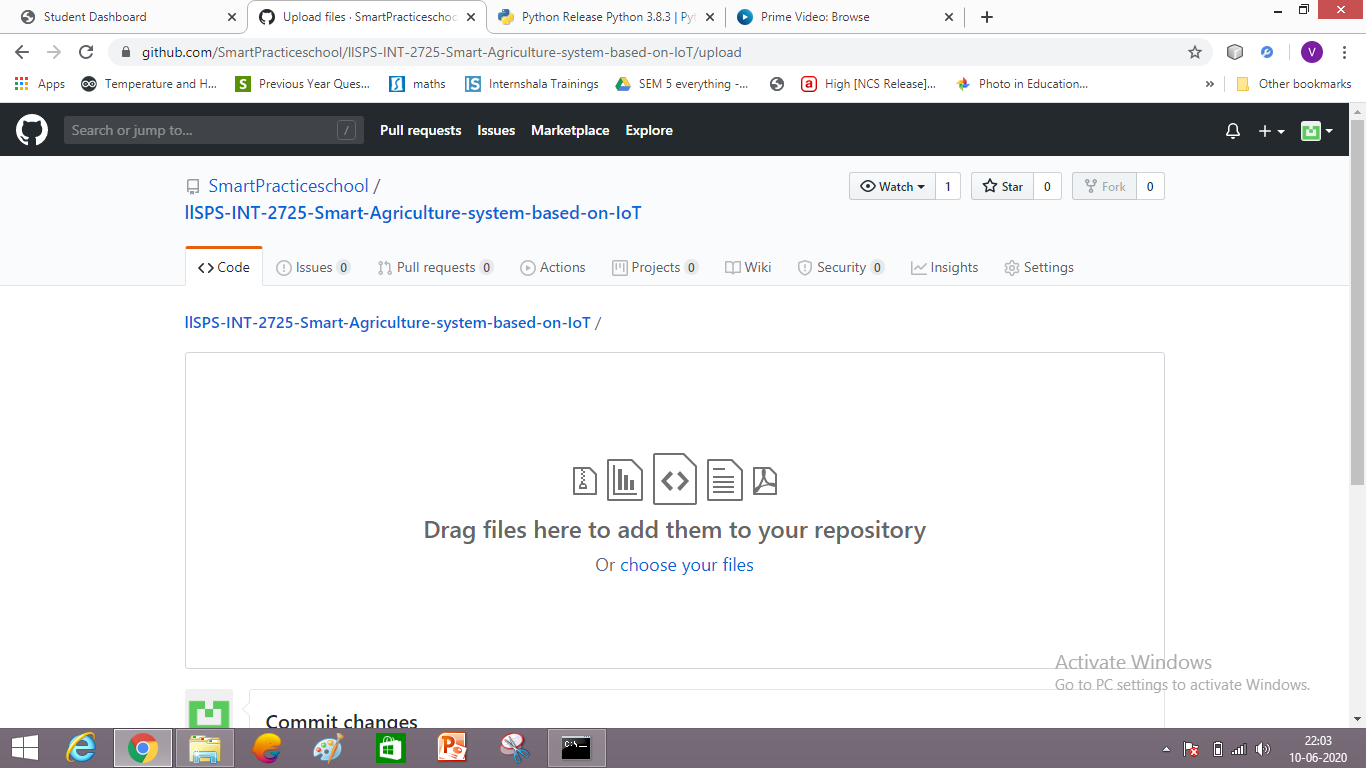 Student Dashboard
Upload files · SmartPracticeschoo
Python Release Python 3.8.3 | Pyt
Prime Video: Browse
github.com/SmartPracticeschool/llSPS-INT-2725-Smart-Agriculture-system-based-on-IoT/upload
V
Apps
Temperature and H...
Previous Year Ques...
maths
Internshala Trainings
SEM 5 everything -...
High [NCS Release]...
Photo in Education...
»
Other bookmarks
Search or jump to...
/
Pull requests
Issues
Marketplace
Explore
SmartPracticeschool /
llSPS-INT-2725-Smart-Agriculture-system-based-on-IoT
Watch 1
Star 0
Fork 0
Code
Issues 0
Pull requests 0
Actions
Projects 0
Wiki
Security 0
Insights
Settings
llSPS-INT-2725-Smart-Agriculture-system-based-on-IoT /
Drag files here to add them to your repository
Or choose your files
Activate Windows
Go to PC settings to activate Windows.
Commit changes
C:\
22:03
10-06-2020